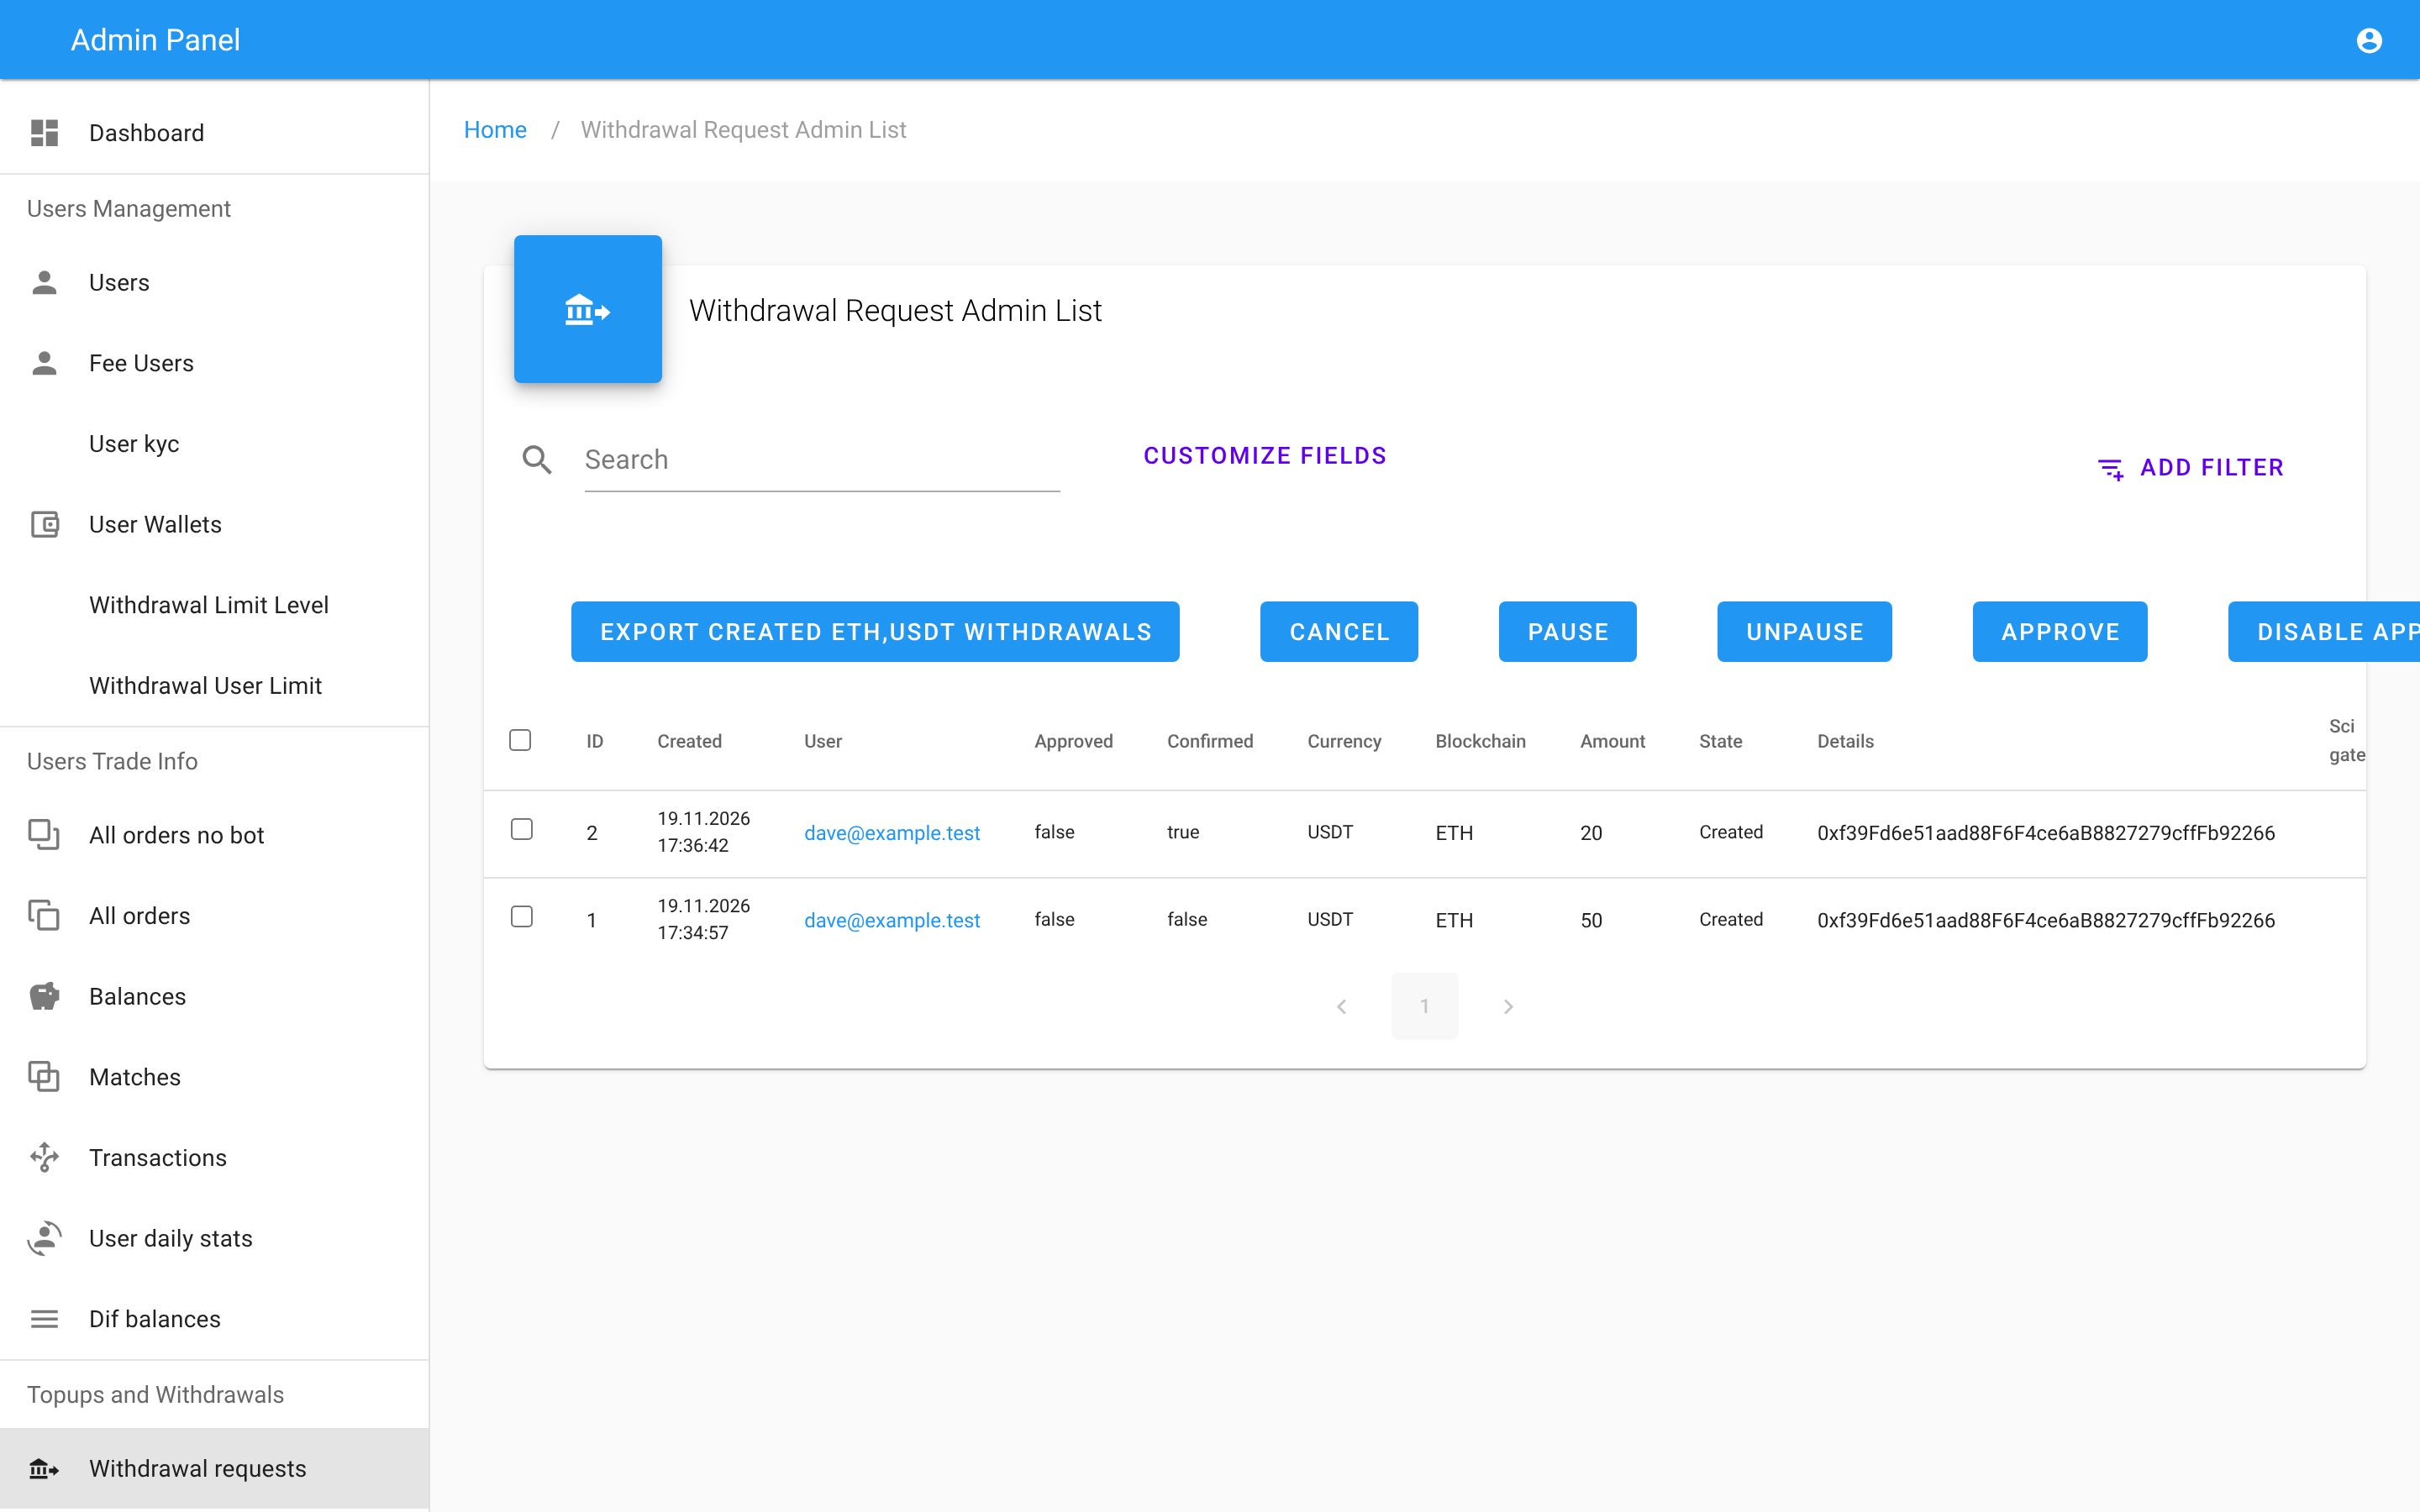 Admin Panel
Dashboard
Users Management
Users
Fee Users
User kyc
User Wallets
Withdrawal Limit Level
Withdrawal User Limit
Users Trade Info
All orders no bot
All orders
Balances
Matches
Transactions
User daily stats
Dif balances
Topups and Withdrawals
Withdrawal requests
Home / Withdrawal Request Admin List
Withdrawal Request Admin List
Search
CUSTOMIZE FIELDS
ADD FILTER
EXPORT CREATED ETH,USDT WITHDRAWALS CANCEL PAUSE UNPAUSE APPROVE DISABLE APP
ID Created User Approved Confirmed Currency Blockchain Amount State Details Sci gate
2 19.11.2026 17:36:42 dave@example.test false true USDT ETH 20 Created 0xf39Fd6e51aad88F6F4ce6aB8827279cffFb92266
1 19.11.2026 17:34:57 dave@example.test false false USDT ETH 50 Created 0xf39Fd6e51aad88F6F4ce6aB8827279cffFb92266
1